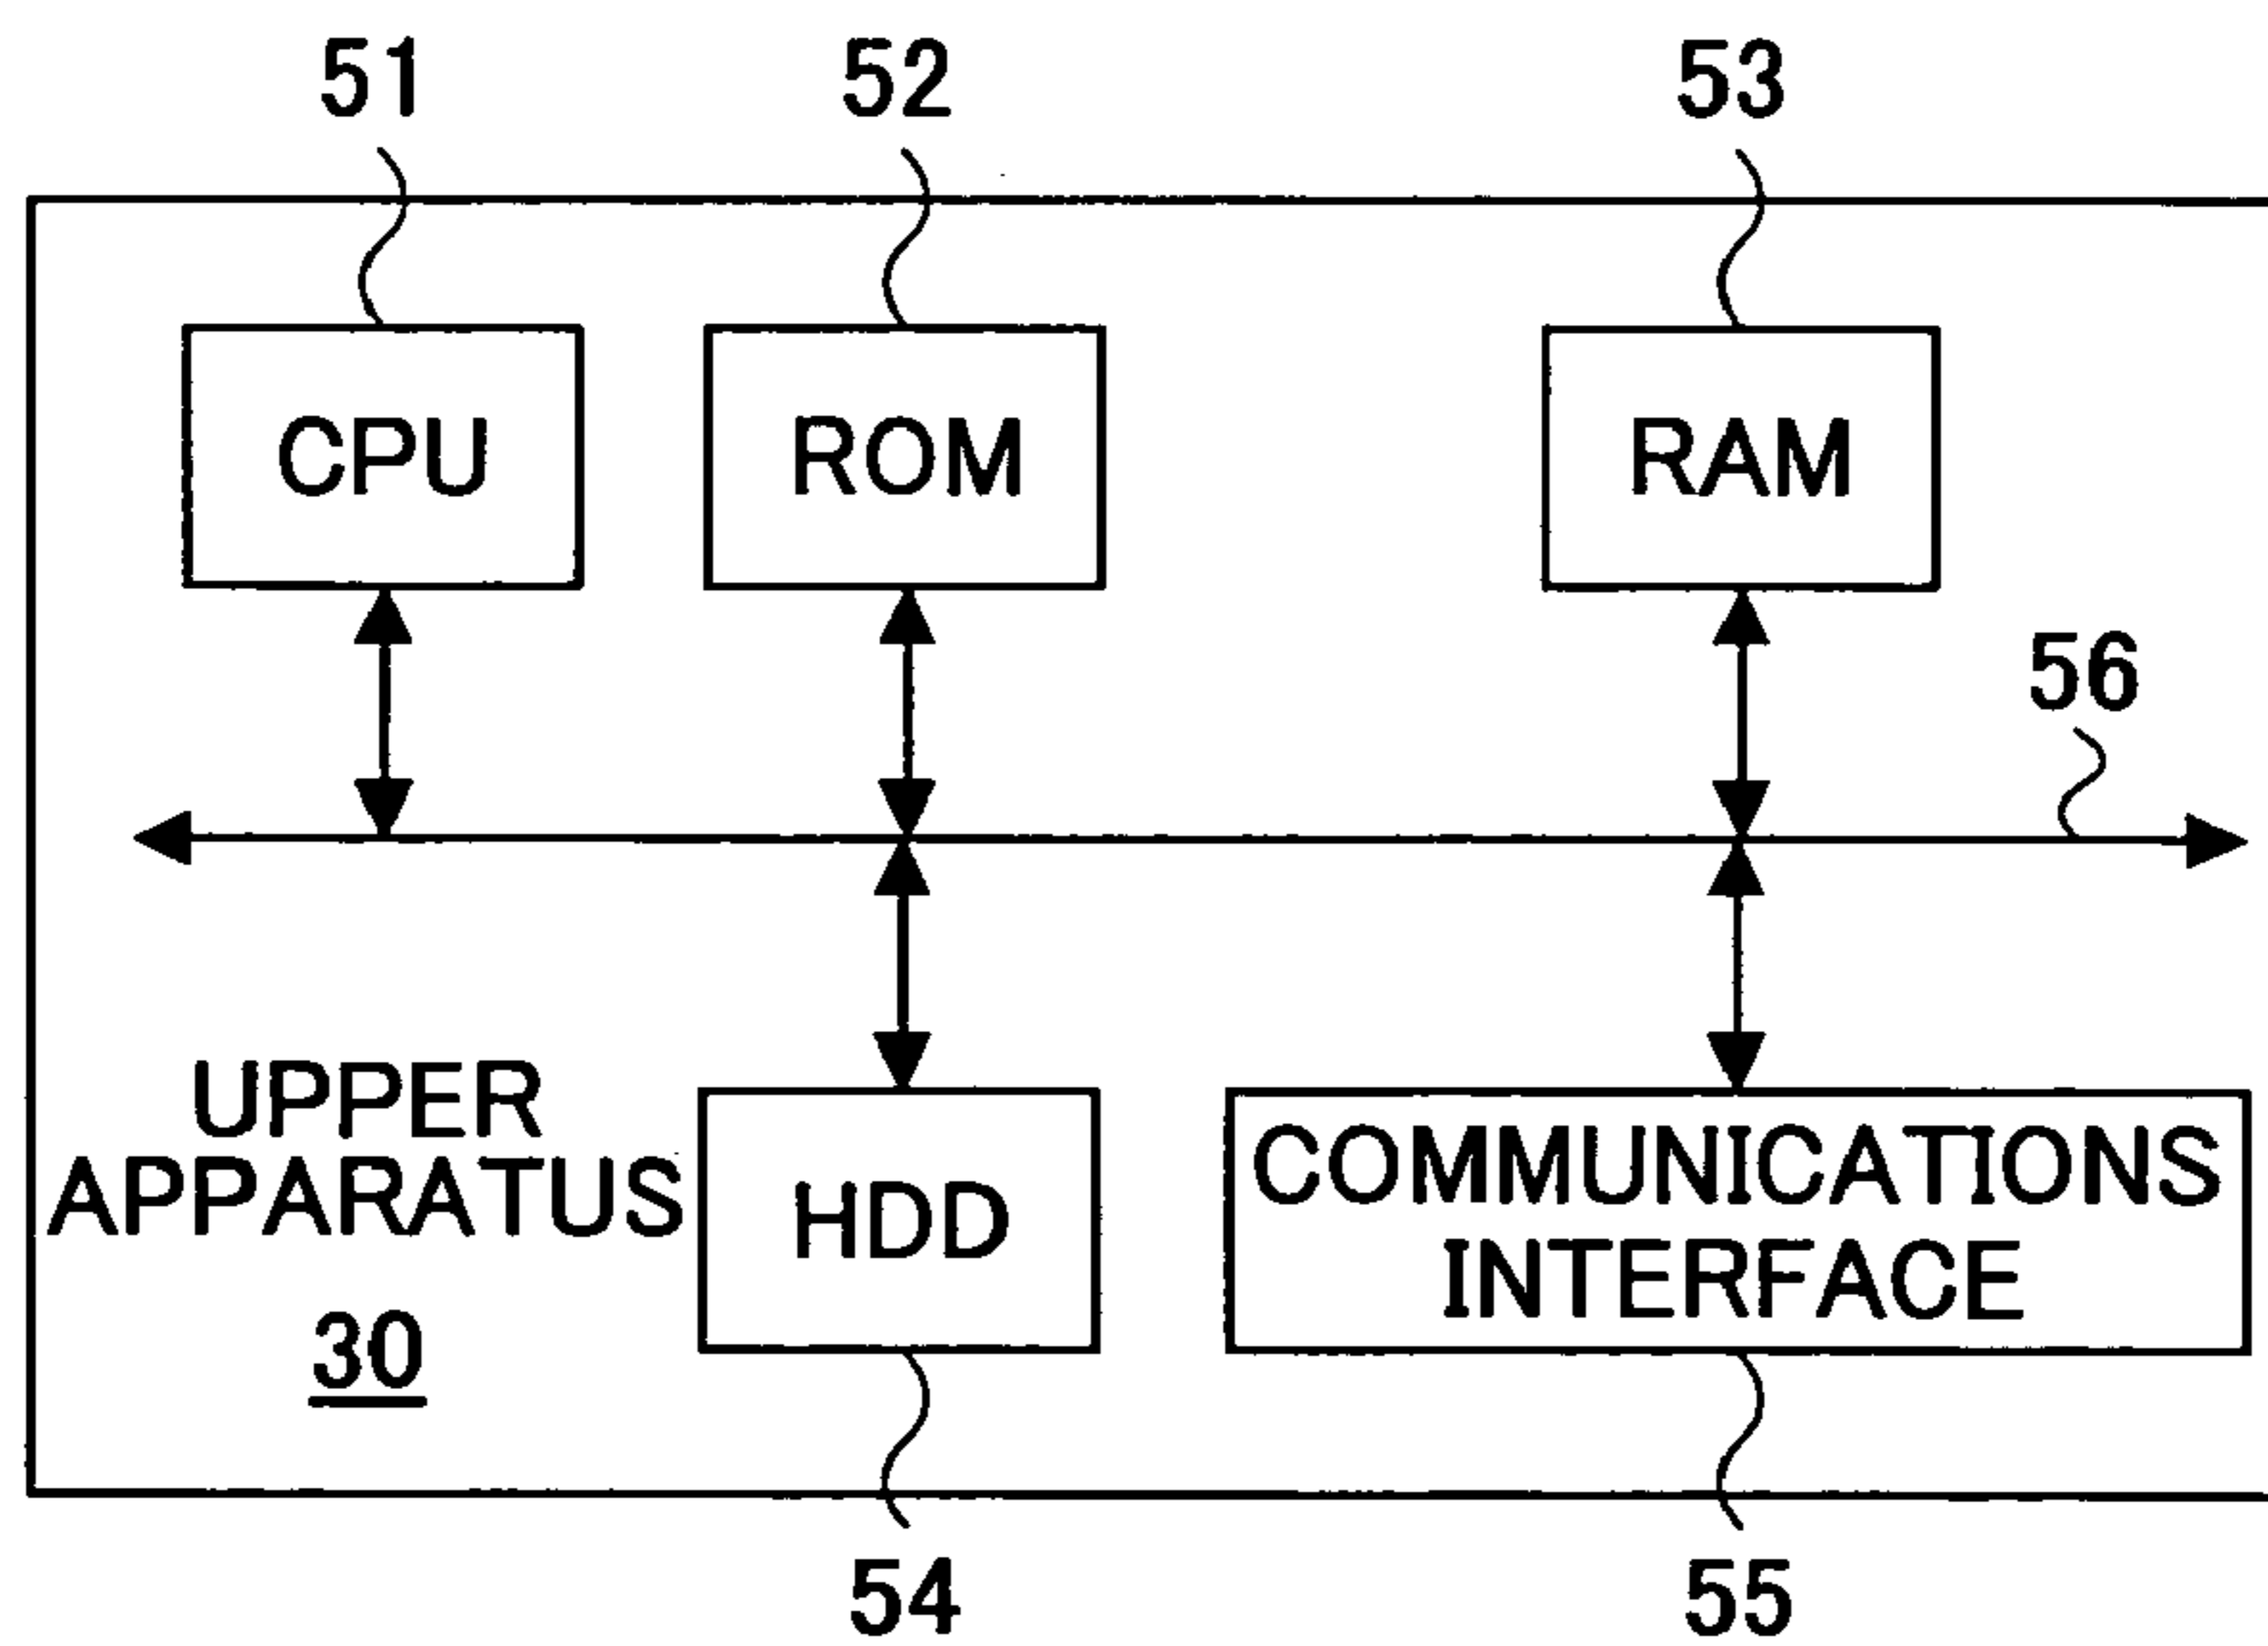 51
52
53
CPU
ROM
RAM
56
UPPER
APPARATUS
30
HDD
COMMUNICATIONS
INTERFACE
54
55